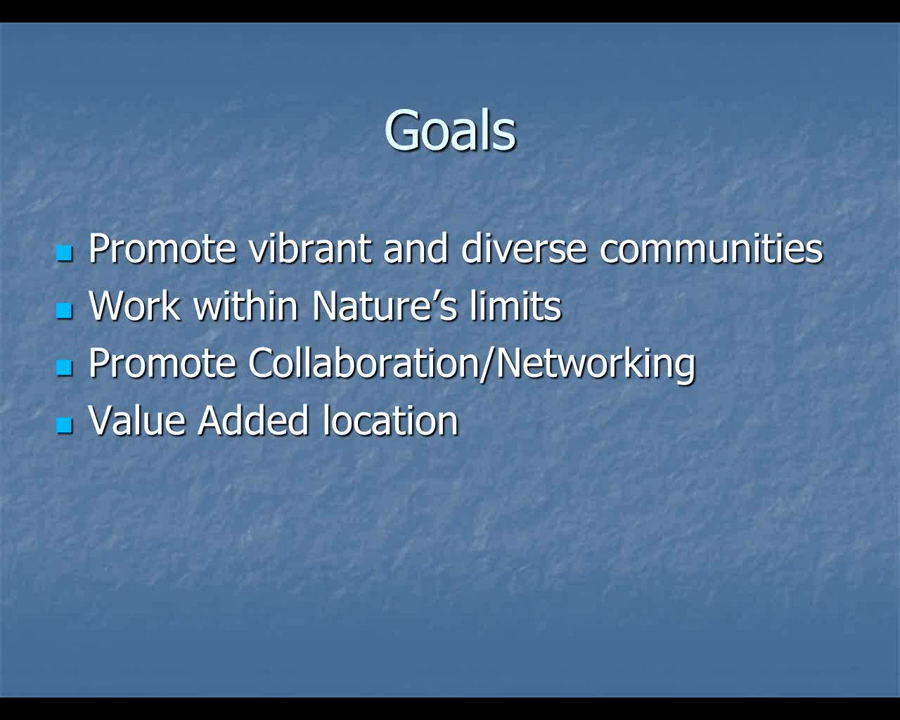 Goals
Promote vibrant and diverse communities
Work within Nature’s limits
Promote Collaboration/Networking
Value Added location